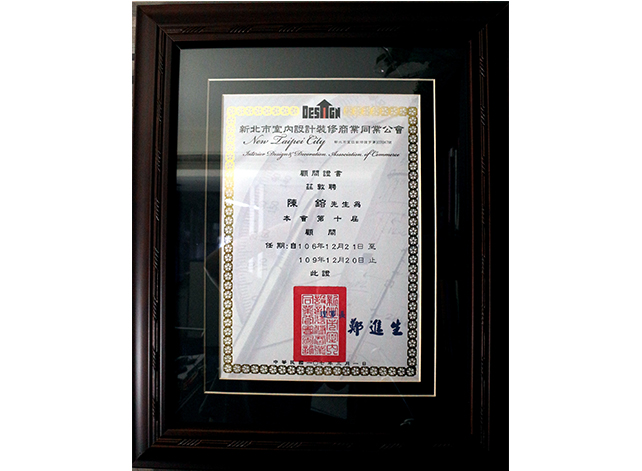 DESIGN
新北市室內設計裝修商業同業公會
New Taipei City
Interior Design & Decoration Association of Commerce
顧問證書
茲敦聘
陳鎔先生為
本會第十屆
顧問
任期:自106年12月21日至
109年12月20日止
此證
理事長
鄭進生